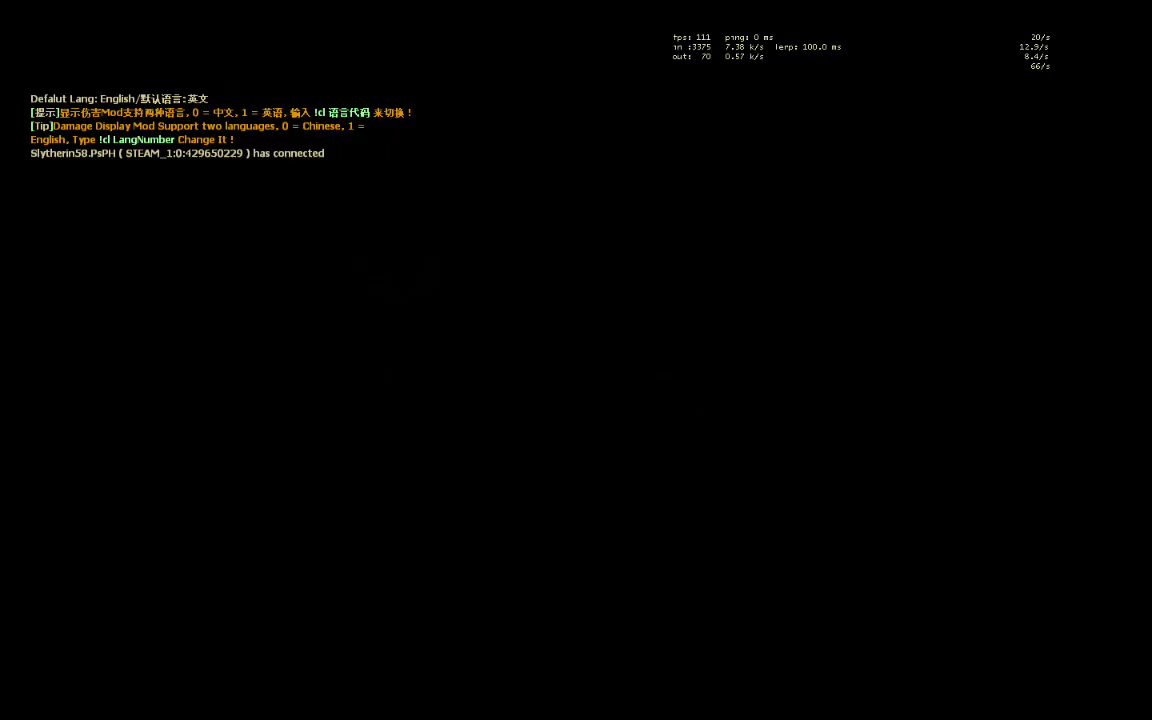 fps: 111 ping: 0 ms 20/s
in :3375 7.38 k/s lerp: 100.0 ms 12.9/s
out: 70 0.57 k/s 8.4/s
66/s
Defalut Lang: English/默认语言:英文
[提示]显示伤害Mod支持两种语言, 0 = 中文, 1 = 英语, 输入 !cl 语言代码 来切换 !
[Tip]Damage Display Mod Support two languages, 0 = Chinese, 1 =
English, Type !cl LangNumber Change It !
Slytherin58.PsPH ( STEAM_1:0:429650229 ) has connected